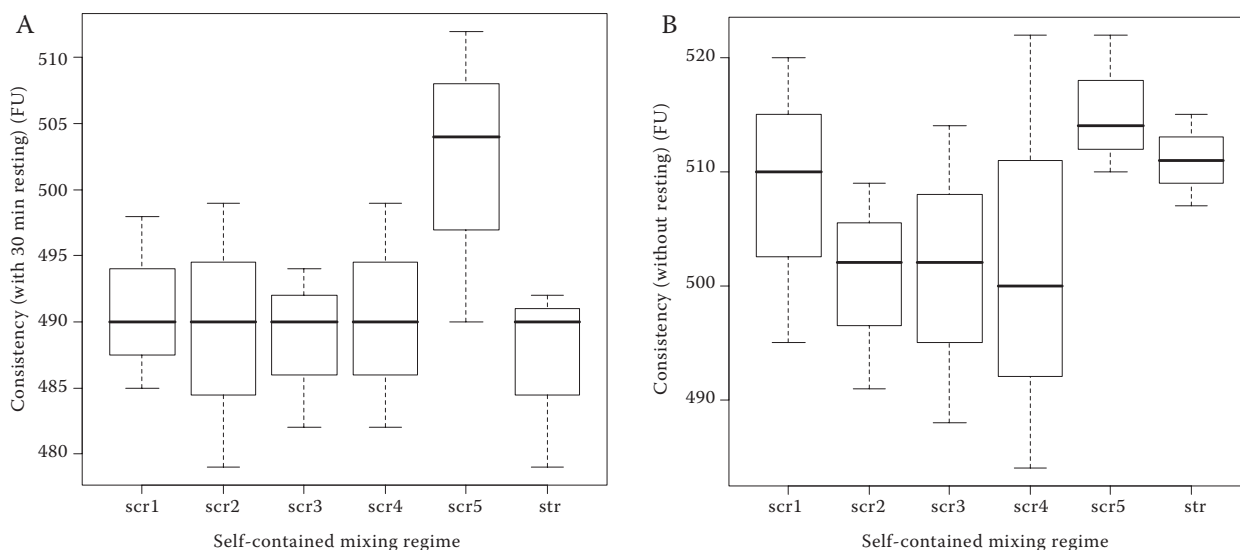 A
Consistency (with 30 min resting) (FU)
510
505
500
495
490
485
480
scr1 scr2 scr3 scr4 scr5 str
Self-contained mixing regime
B
Consistency (without resting) (FU)
520
510
500
490
scr1 scr2 scr3 scr4 scr5 str
Self-contained mixing regime